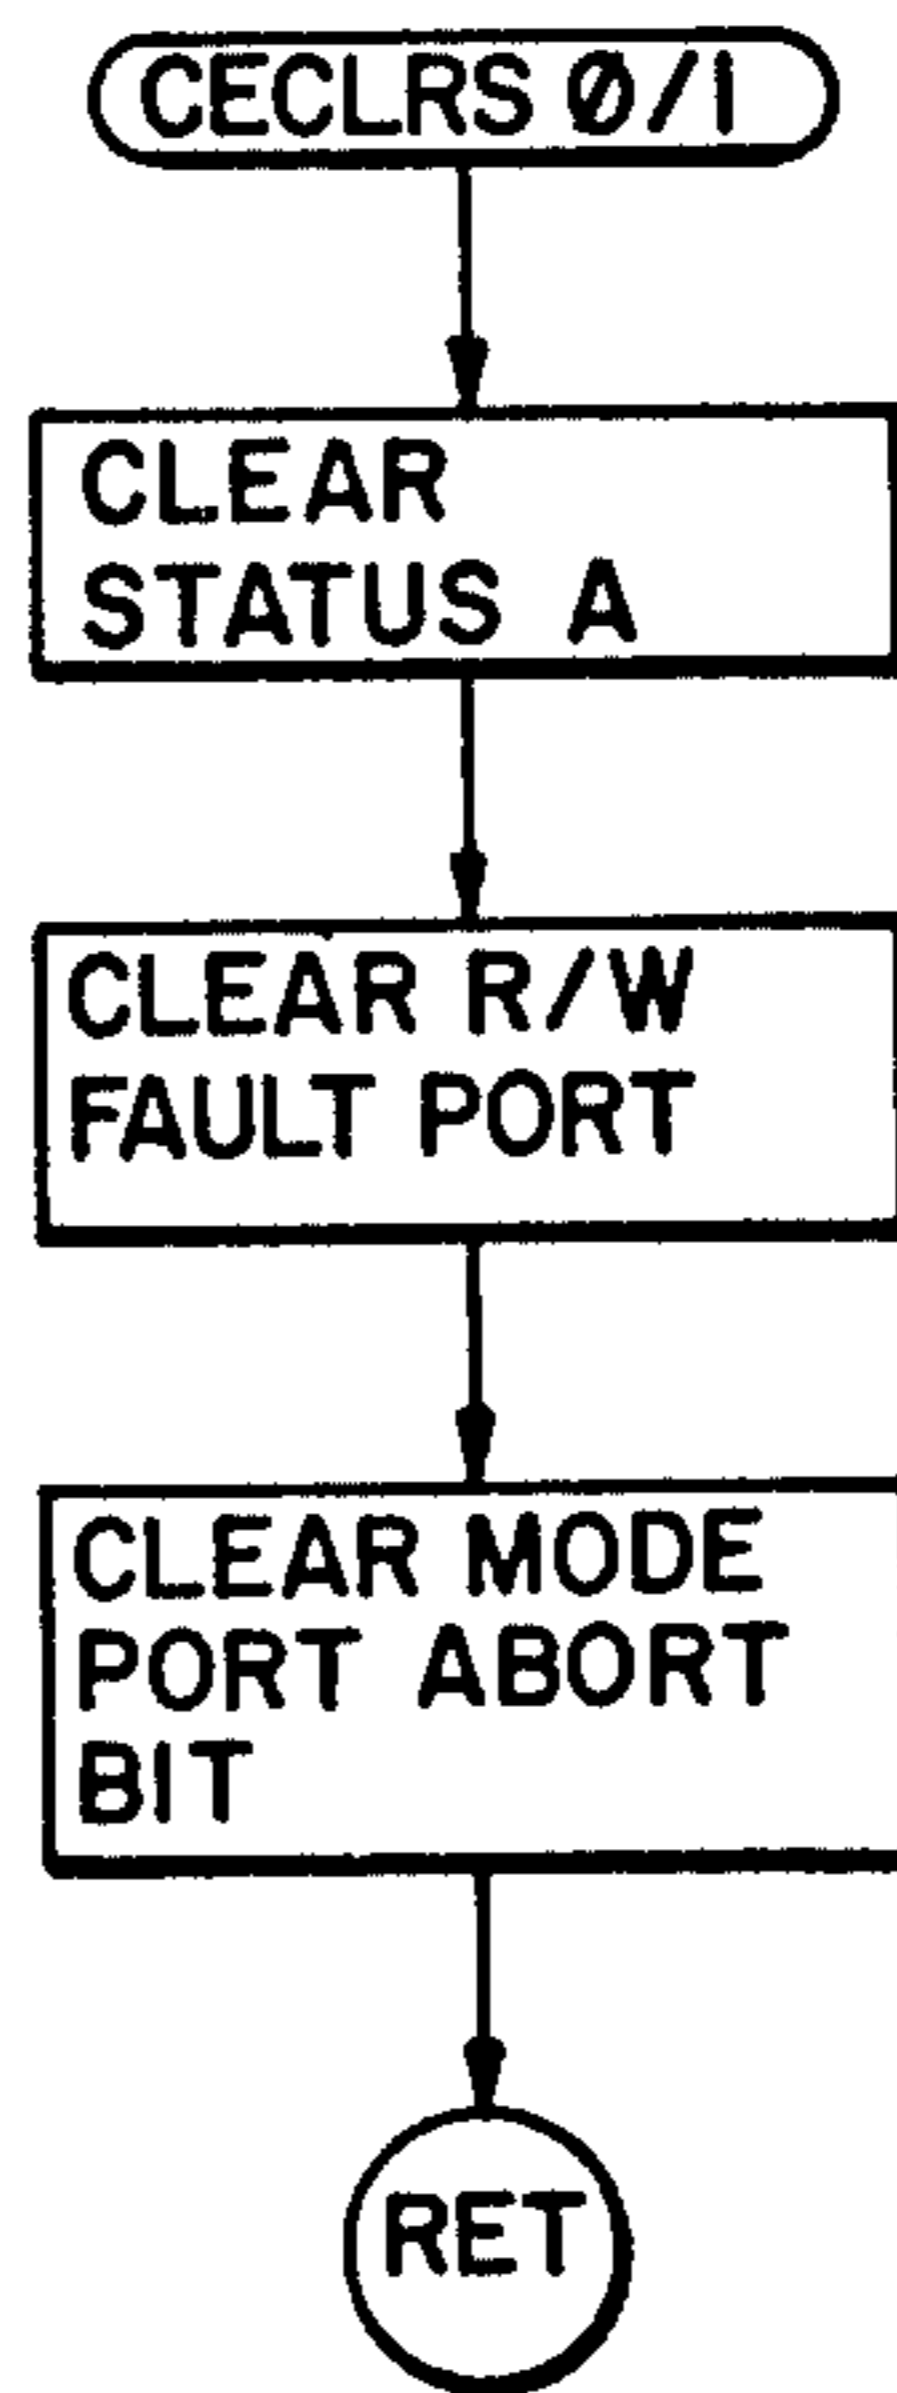 CECLRS Ø/1
CLEAR
STATUS A
CLEAR R/W
FAULT PORT
CLEAR MODE
PORT ABORT
BIT
RET